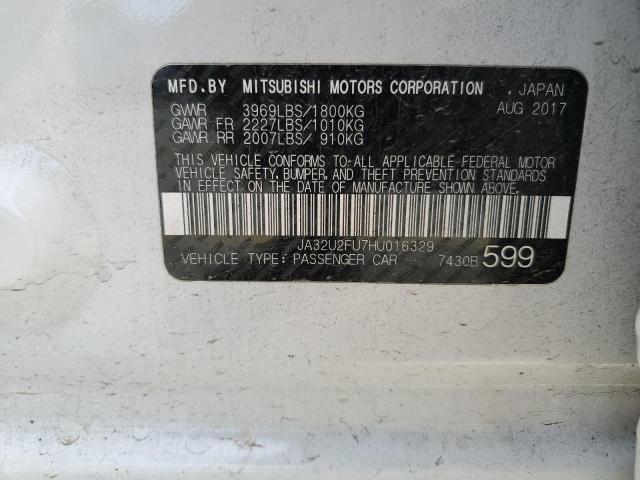 MFD.BY MITSUBISHI MOTORS CORPORATION . JAPAN
GVWR 3969LBS/1800KG AUG 2017
GAWR FR 2227LBS/1010KG
GAWR RR 2007LBS/ 910KG
THIS VEHICLE CONFORMS TO-ALL APPLICABLE FEDERAL MOTOR
VEHICLE SAFETY, BUMPER, AND THEFT PREVENTION STANDARDS
IN EFFECT ON THE DATE OF MANUFACTURE SHOWN ABOVE.
JA32U2FU7HU016329
VEHICLE TYPE: PASSENGER CAR 7430B 599